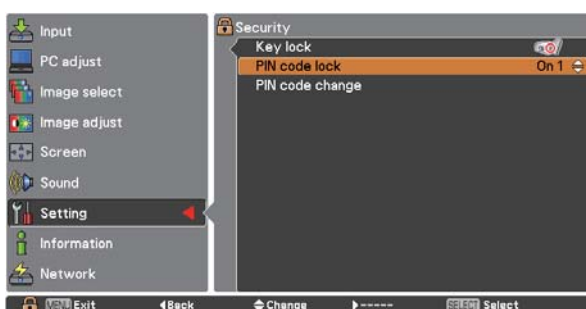 Input
PC adjust
Image select
Image adjust
Screen
Sound
Setting
Information
Network
Security
Key lock
PIN code lock On 1
PIN code change
MENU Exit Back Change ----- SELECT Select